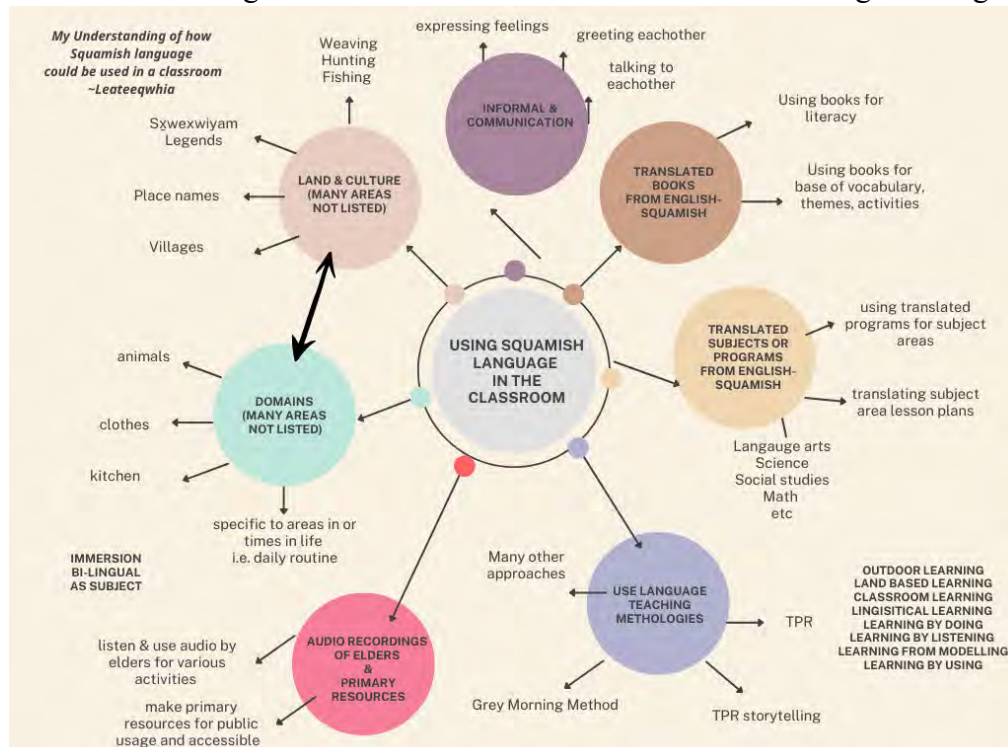 My Understanding of how
Squamish language
could be used in a classroom
~Leateeqwhia
Weaving
Hunting
Fishing
Sx̱wexwiyam
Legends
Place names
Villages
LAND & CULTURE
(MANY AREAS
NOT LISTED)
expressing feelings
greeting eachother
talking to
eachother
INFORMAL &
COMMUNICATION
TRANSLATED
BOOKS
FROM ENGLISH-
SQUAMISH
Using books for
literacy
Using books for
base of vocabulary,
themes, activities
USING SQUAMISH
LANGUAGE
IN THE
CLASSROOM
TRANSLATED
SUBJECTS OR
PROGRAMS
FROM ENGLISH-
SQUAMISH
using translated
programs for subject
areas
translating subject
area lesson plans
Langauge arts
Science
Social studies
Math
etc
animals
clothes
kitchen
DOMAINS
(MANY AREAS
NOT LISTED)
specific to areas in or
times in life
i.e. daily routine
IMMERSION
BI-LINGUAL
AS SUBJECT
AUDIO RECORDINGS
OF ELDERS
&
PRIMARY
RESOURCES
listen & use audio by
elders for various
activities
make primary
resources for public
usage and accessible
Many other
approaches
USE LANGUAGE
TEACHING
METHOLOGIES
TPR
Grey Morning Method
TPR storytelling
OUTDOOR LEARNING
LAND BASED LEARNING
CLASSROOM LEARNING
LINGISITICAL LEARNING
LEARNING BY DOING
LEARNING BY LISTENING
LEARNING FROM MODELLING
LEARNING BY USING